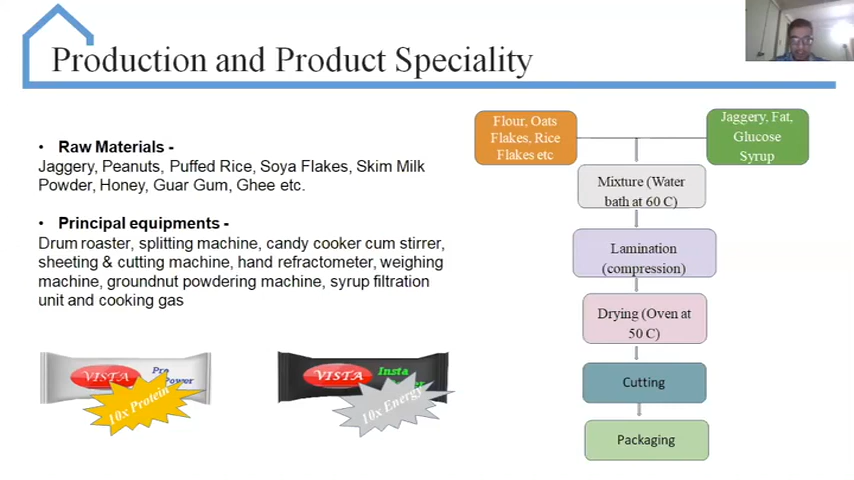 Production and Product Speciality
• Raw Materials -
Jaggery, Peanuts, Puffed Rice, Soya Flakes, Skim Milk
Powder, Honey, Guar Gum, Ghee etc.
• Principal equipments -
Drum roaster, splitting machine, candy cooker cum stirrer,
sheeting & cutting machine, hand refractometer, weighing
machine, groundnut powdering machine, syrup filtration
unit and cooking gas
VISTA
Pro
Power
10x Protein
VISTA
Insta
10x Energy
Flour, Oats
Flakes, Rice
Flakes etc
Jaggery, Fat,
Glucose
Syrup
Mixture (Water
bath at 60 C)
Lamination
(compression)
Drying (Oven at
50 C)
Cutting
Packaging